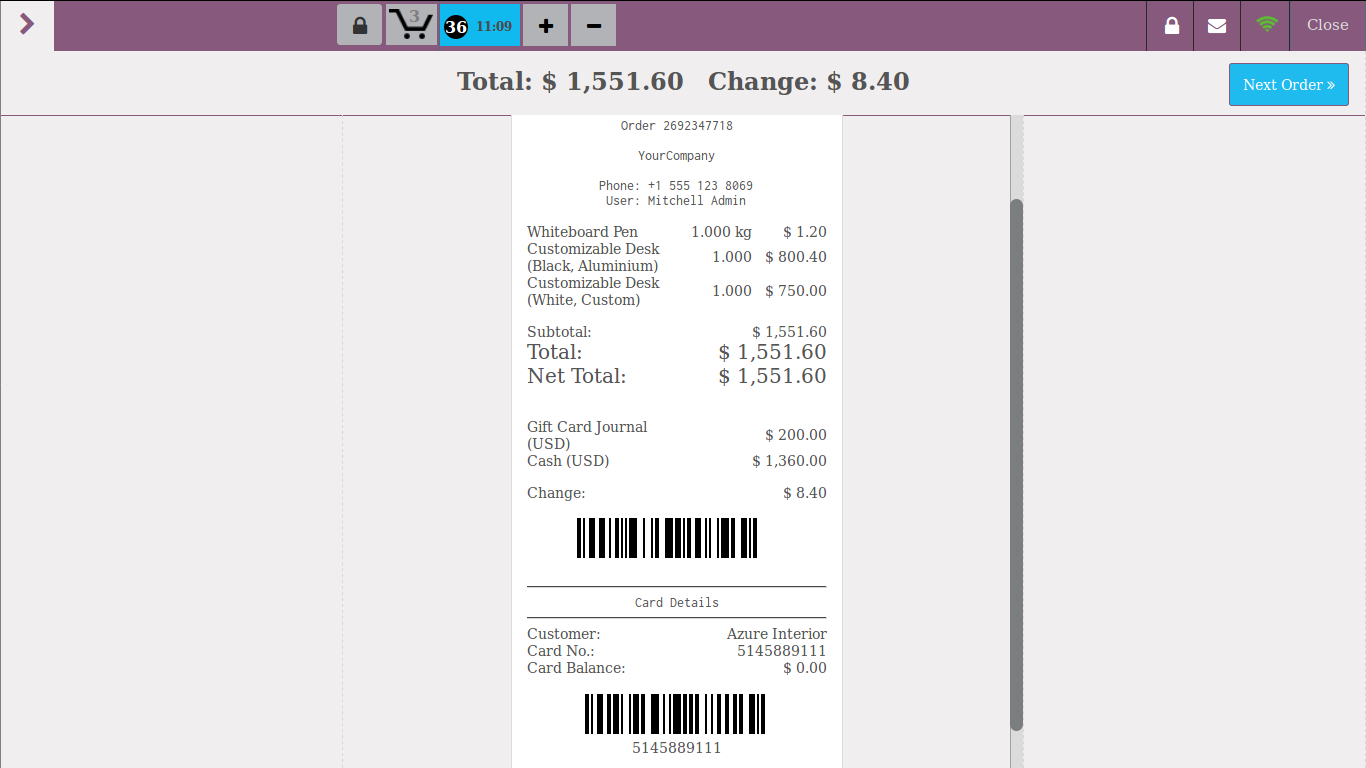 3
36 11:09
Close
Total: $ 1,551.60 Change: $ 8.40
Next Order »
Order 2692347718
YourCompany
Phone: +1 555 123 8069
User: Mitchell Admin
Whiteboard Pen 1.000 kg $ 1.20
Customizable Desk
(Black, Aluminium) 1.000 $ 800.40
Customizable Desk
(White, Custom) 1.000 $ 750.00
Subtotal: $ 1,551.60
Total: $ 1,551.60
Net Total: $ 1,551.60
Gift Card Journal
(USD) $ 200.00
Cash (USD) $ 1,360.00
Change: $ 8.40
Card Details
Customer: Azure Interior
Card No.: 5145889111
Card Balance: $ 0.00
5145889111